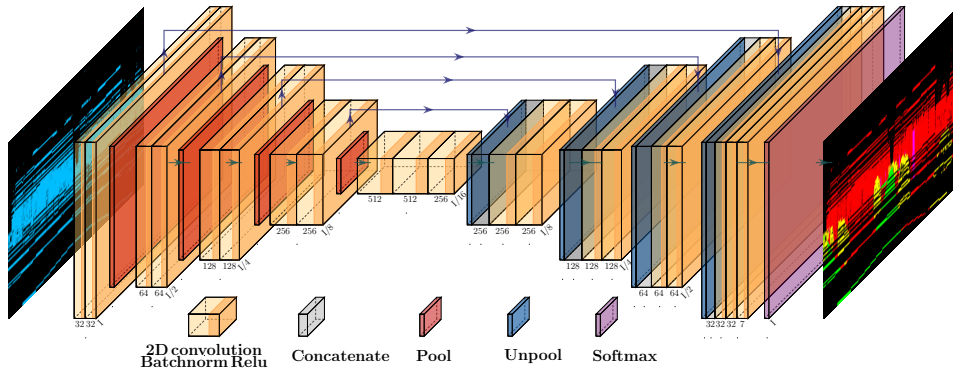 512 512 256 1/16
256 256 1/8
256 256 256 1/8
128 128 1/4
128 128 128 1/4
64 64 1/2
64 64 64 1/2
32 32 1
32 32 32 7
1
2D convolution
Batchnorm Relu
Concatenate
Pool
Unpool
Softmax